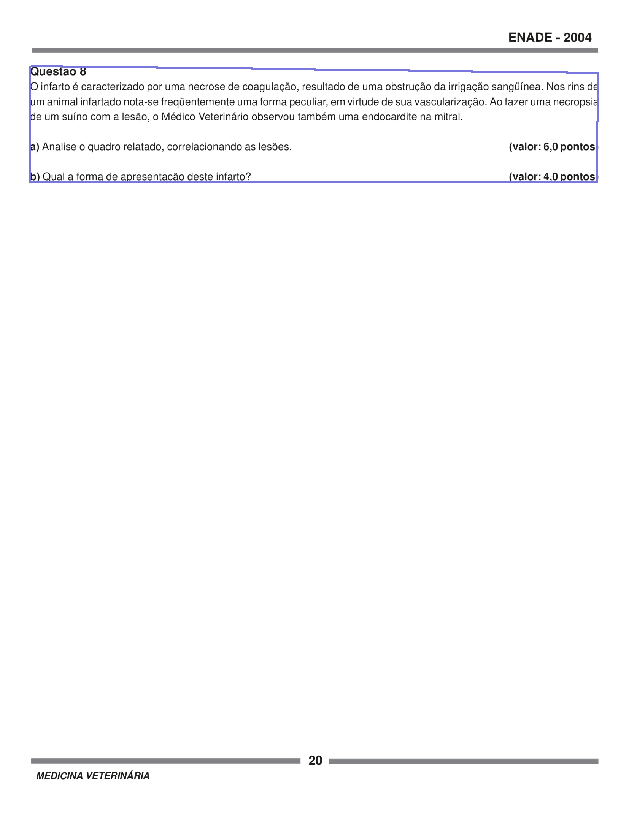 ENADE - 2004
Questão 8
O infarto é caracterizado por uma necrose de coagulação, resultado de uma obstrução da irrigação sangüínea. Nos rins de
um animal infartado nota-se freqüentemente uma forma peculiar, em virtude de sua vascularização. Ao fazer uma necropsia
de um suíno com a lesão, o Médico Veterinário observou também uma endocardite na mitral.
a) Analise o quadro relatado, correlacionando as lesões. (valor: 6,0 pontos)
b) Qual a forma de apresentação deste infarto? (valor: 4,0 pontos)
20
MEDICINA VETERINÁRIA